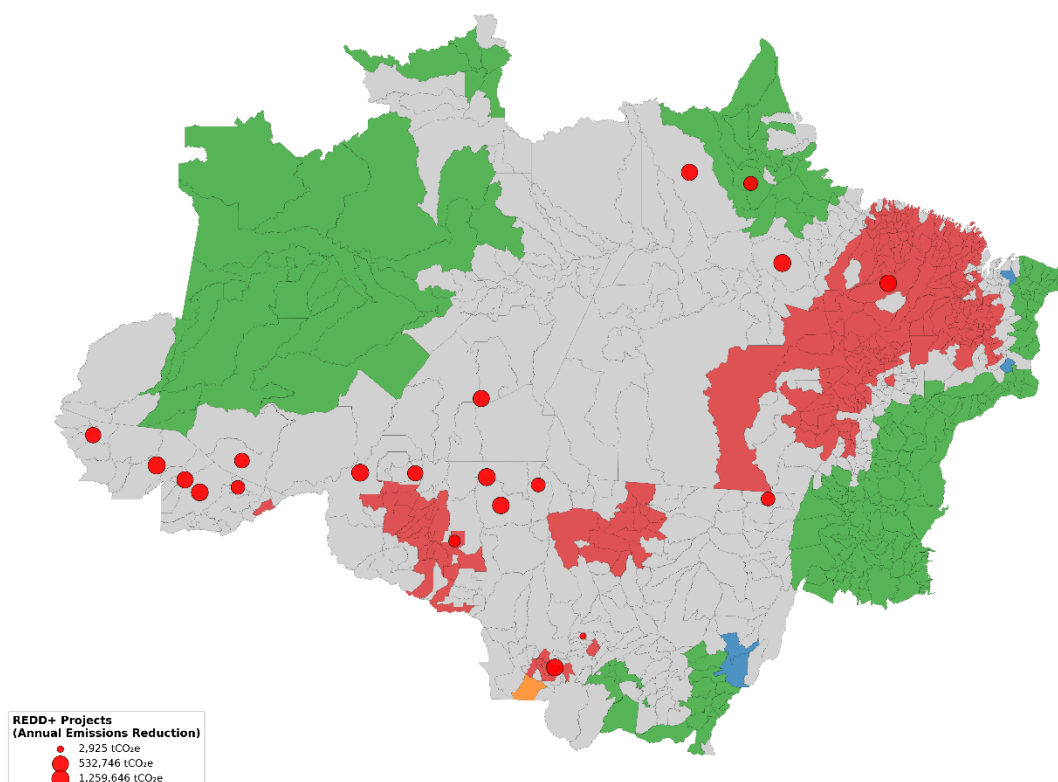 REDD+ Projects
(Annual Emissions Reduction)
2,925 tCO₂e
532,746 tCO₂e
1,259,646 tCO₂e